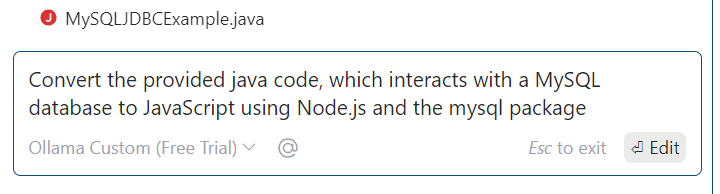 J MySQLJDBCExample.java
Convert the provided java code, which interacts with a MySQL
database to JavaScript using Node.js and the mysql package
Ollama Custom (Free Trial) @ Esc to exit ⏎ Edit